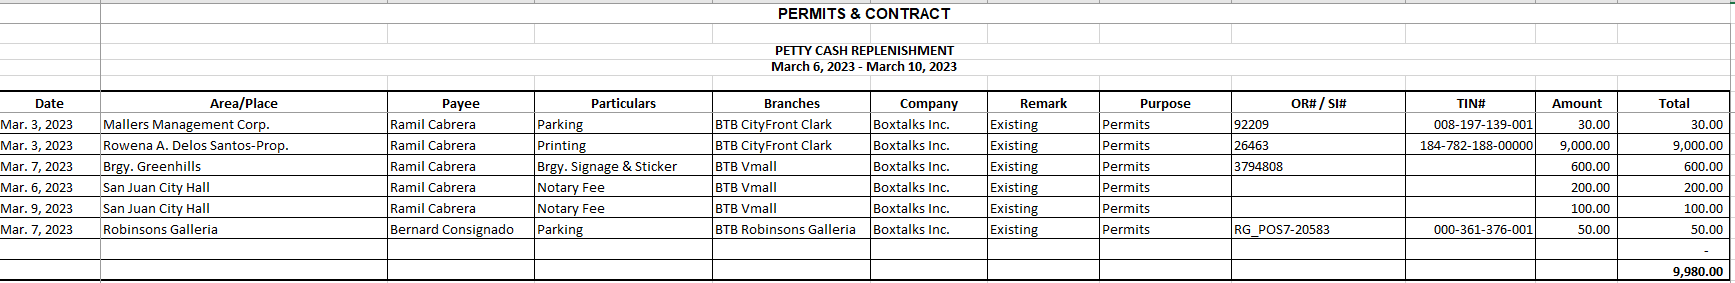 PERMITS & CONTRACT
PETTY CASH REPLENISHMENT
March 6, 2023 - March 10, 2023
Date Area/Place Payee Particulars Branches Company Remark Purpose OR# / SI# TIN# Amount Total
Mar. 3, 2023 Mallers Management Corp. Ramil Cabrera Parking BTB CityFront Clark Boxtalks Inc. Existing Permits 92209 008-197-139-001 30.00 30.00
Mar. 3, 2023 Rowena A. Delos Santos-Prop. Ramil Cabrera Printing BTB CityFront Clark Boxtalks Inc. Existing Permits 26463 184-782-188-00000 9,000.00 9,000.00
Mar. 7, 2023 Brgy. Greenhills Ramil Cabrera Brgy. Signage & Sticker BTB Vmall Boxtalks Inc. Existing Permits 3794808 600.00 600.00
Mar. 6, 2023 San Juan City Hall Ramil Cabrera Notary Fee BTB Vmall Boxtalks Inc. Existing Permits 200.00 200.00
Mar. 9, 2023 San Juan City Hall Ramil Cabrera Notary Fee BTB Vmall Boxtalks Inc. Existing Permits 100.00 100.00
Mar. 7, 2023 Robinsons Galleria Bernard Consignado Parking BTB Robinsons Galleria Boxtalks Inc. Existing Permits RG_POS7-20583 000-361-376-001 50.00 50.00
-
9,980.00